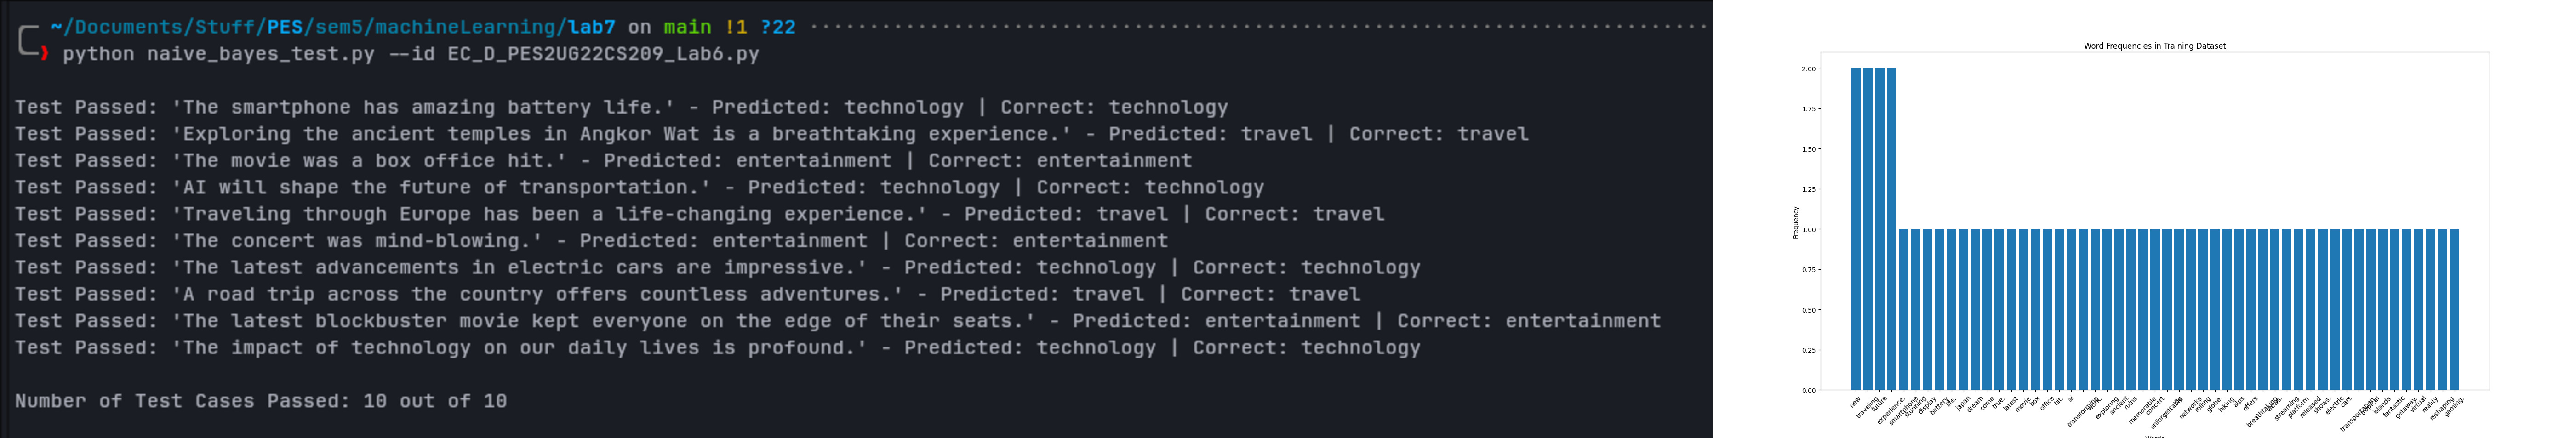 ~/Documents/Stuff/PES/sem5/machineLearning/lab7 on main !1 ?22
❯ python naive_bayes_test.py --id EC_D_PES2UG22CS209_Lab6.py
Test Passed: 'The smartphone has amazing battery life.' - Predicted: technology | Correct: technology
Test Passed: 'Exploring the ancient temples in Angkor Wat is a breathtaking experience.' - Predicted: travel | Correct: travel
Test Passed: 'The movie was a box office hit.' - Predicted: entertainment | Correct: entertainment
Test Passed: 'AI will shape the future of transportation.' - Predicted: technology | Correct: technology
Test Passed: 'Traveling through Europe has been a life-changing experience.' - Predicted: travel | Correct: travel
Test Passed: 'The concert was mind-blowing.' - Predicted: entertainment | Correct: entertainment
Test Passed: 'The latest advancements in electric cars are impressive.' - Predicted: technology | Correct: technology
Test Passed: 'A road trip across the country offers countless adventures.' - Predicted: travel | Correct: travel
Test Passed: 'The latest blockbuster movie kept everyone on the edge of their seats.' - Predicted: entertainment | Correct: entertainment
Test Passed: 'The impact of technology on our daily lives is profound.' - Predicted: technology | Correct: technology
Number of Test Cases Passed: 10 out of 10
Word Frequencies in Training Dataset
Frequency
2.00
1.75
1.50
1.25
1.00
0.75
0.50
0.25
0.00
new
traveling
future
experience.
smartphone
stunning
display
battery
life.
japan
dream
come
true.
latest
movie
box
office
hit.
ai
transforming
work.
exploring
ancient
ruins
memorable
concert
unforgettable
networks
rolling
globe.
hiking
alps
offers
breathtaking
views.
streaming
platform
released
shows.
electric
cars
transportation.
tropical
islands
fantastic
getaway.
virtual
reality
reshaping
gaming.